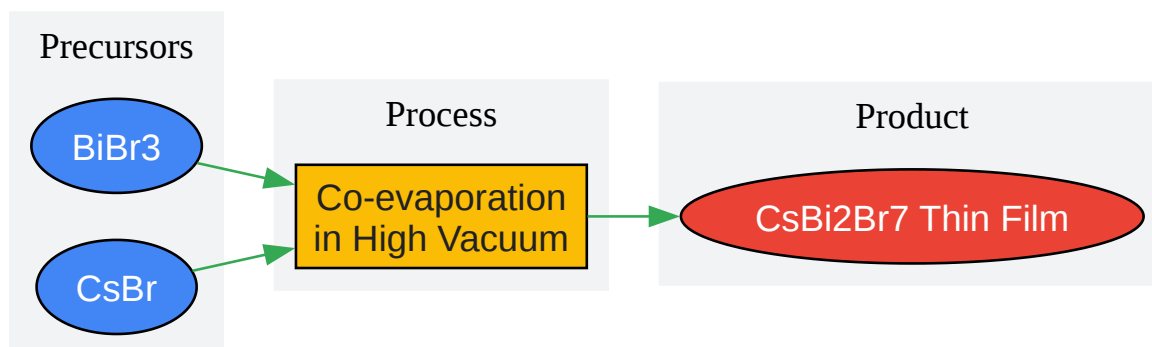 Precursors
BiBr3
CsBr
Process
Co-evaporation
in High Vacuum
Product
CsBi2Br7 Thin Film